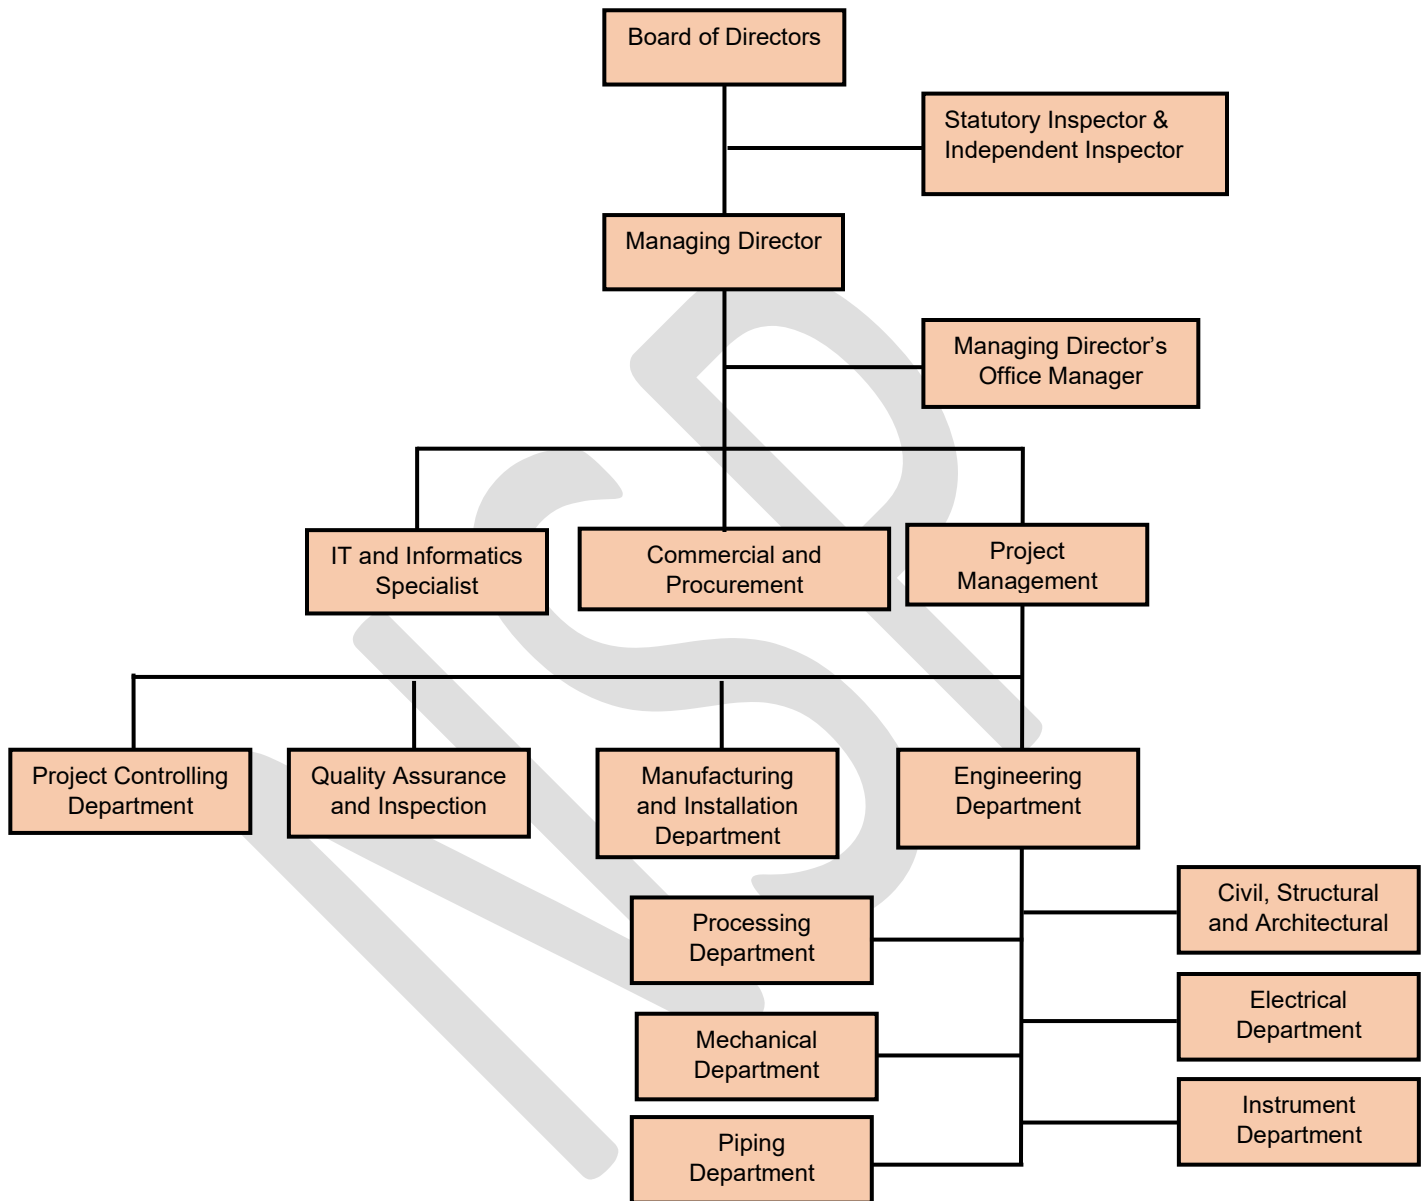 Board of Directors
Statutory Inspector &
Independent Inspector
Managing Director
Managing Director’s
Office Manager
IT and Informatics
Specialist
Commercial and
Procurement
Project
Management
Project Controlling
Department
Quality Assurance
and Inspection
Manufacturing
and Installation
Department
Engineering
Department
Processing
Department
Civil, Structural
and Architectural
Mechanical
Department
Electrical
Department
Piping
Department
Instrument
Department
NSP